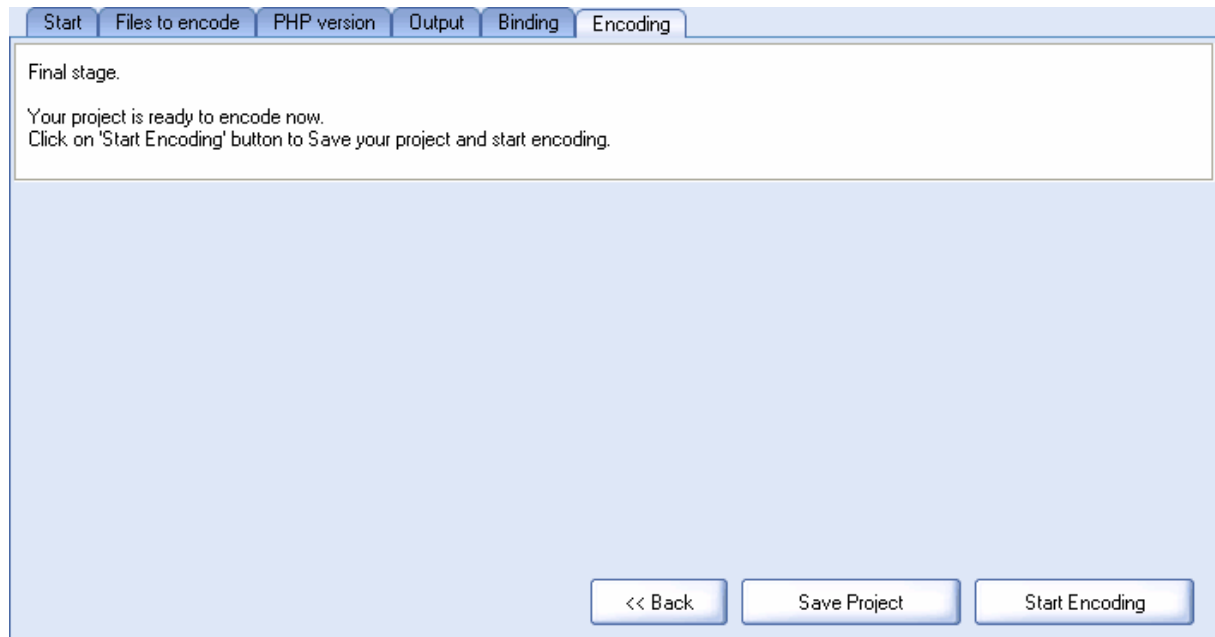 Start Files to encode PHP version Output Binding Encoding
Final stage.
Your project is ready to encode now.
Click on 'Start Encoding' button to Save your project and start encoding.
<< Back Save Project Start Encoding